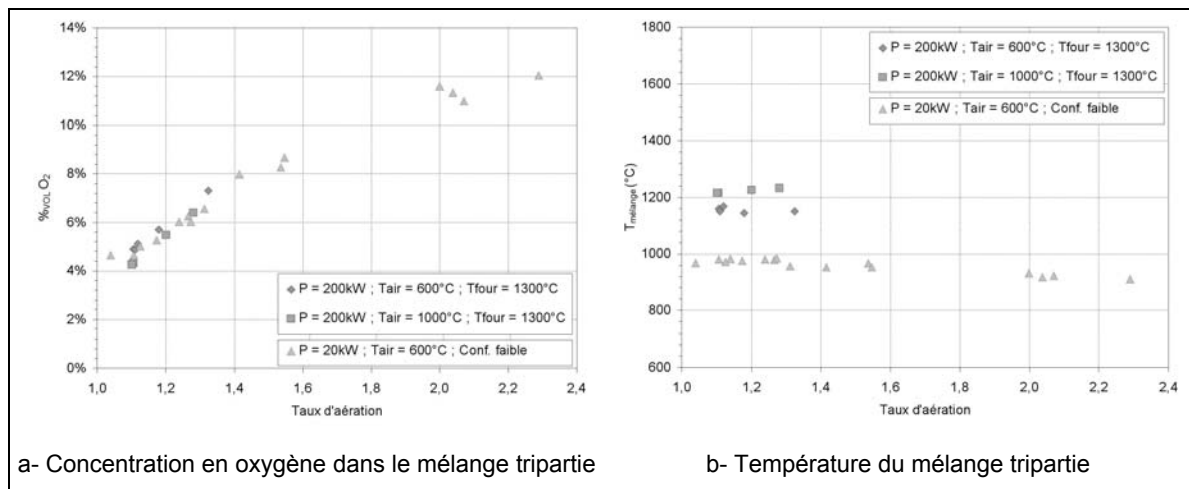 14%
12%
10%
8%
6%
4%
2%
0%
%VOL O2
P = 200kW ; Tair = 600°C ; Tfour = 1300°C
P = 200kW ; Tair = 1000°C ; Tfour = 1300°C
P = 20kW ; Tair = 600°C ; Conf. faible
1,0 1,2 1,4 1,6 1,8 2,0 2,2 2,4
Taux d'aération
a- Concentration en oxygène dans le mélange tripartie
1800
1600
1400
1200
1000
800
600
Tmélange (°C)
P = 200kW ; Tair = 600°C ; Tfour = 1300°C
P = 200kW ; Tair = 1000°C ; Tfour = 1300°C
P = 20kW ; Tair = 600°C ; Conf. faible
1,0 1,2 1,4 1,6 1,8 2,0 2,2 2,4
Taux d'aération
b- Température du mélange tripartie